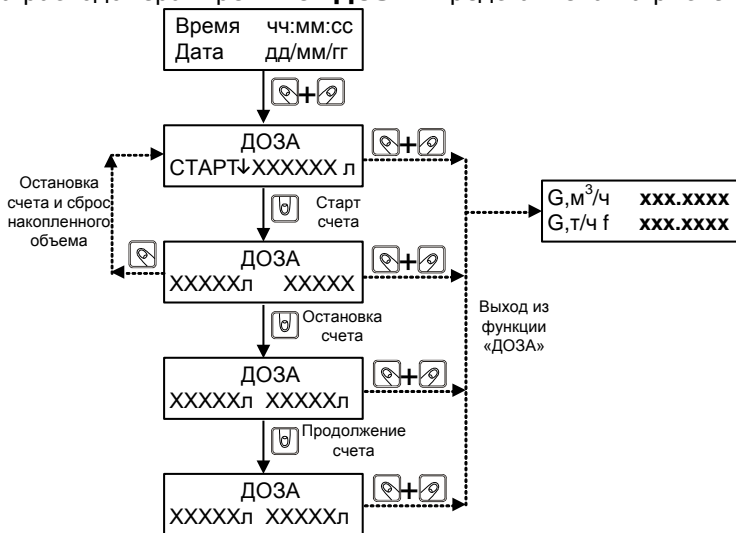 Время чч:мм:сс
Дата дд/мм/гг
+
ДОЗА
СТАРТ↓XXXXXX л
+
Остановка
счета и сброс
накопленного
объема
Старт
счета
G,м³/ч xxx.xxxx
G,т/ч f xxx.xxxx
ДОЗА
XXXXXл XXXXX
+
Остановка
счета
Выход из
функции
«ДОЗА»
ДОЗА
XXXXXл XXXXXл
+
Продолжение
счета
ДОЗА
XXXXXл XXXXXл
+